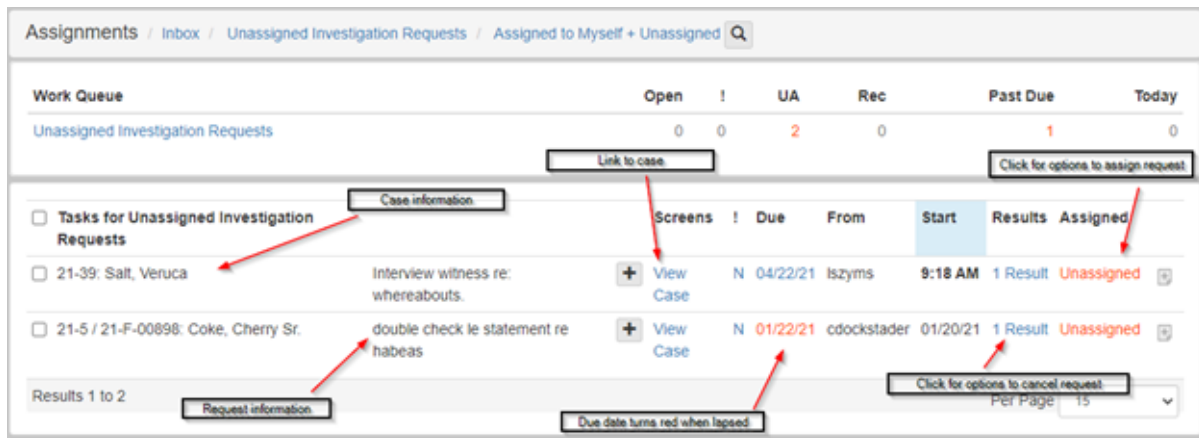 Assignments / Inbox / Unassigned Investigation Requests / Assigned to Myself + Unassigned
Work Queue Open ! UA Rec Past Due Today
Unassigned Investigation Requests 0 0 2 0 1 0
Link to case
Click for options to assign request
Case information
Tasks for Unassigned Investigation Screens ! Due From Start Results Assigned
Requests
21-39: Salt, Veruca Interview witness re: + View N 04/22/21 lszyms 9:18 AM 1 Result Unassigned
whereabouts. Case
21-5 / 21-F-00898: Coke, Cherry Sr. double check le statement re + View N 01/22/21 cdockstader 01/20/21 1 Result Unassigned
habeas Case
Click for options to cancel request
Results 1 to 2 Per Page 15
Request information
Due date turns red when lapsed